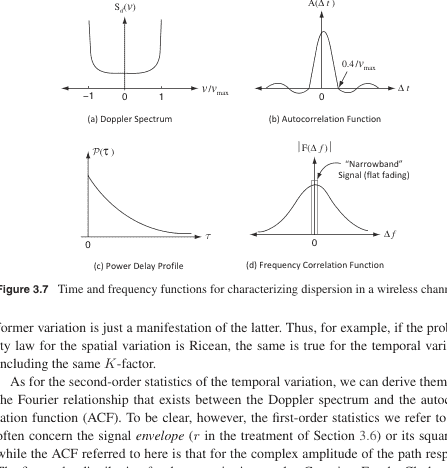 S_d(ν)
A(Δ t )
0.4/ν_max
−1 0 1 ν/ν_max
0 Δ t
(a) Doppler Spectrum (b) Autocorrelation Function
P(τ )
|F(Δ f )|
“Narrowband”
Signal (flat fading)
0 τ
0 Δ f
(c) Power Delay Profile (d) Frequency Correlation Function
Figure 3.7 Time and frequency functions for characterizing dispersion in a wireless chan
former variation is just a manifestation of the latter. Thus, for example, if the prob
ty law for the spatial variation is Ricean, the same is true for the temporal vari
ncluding the same K-factor.
As for the second-order statistics of the temporal variation, we can derive them
he Fourier relationship that exists between the Doppler spectrum and the autoc
ation function (ACF). To be clear, however, the first-order statistics we refer to
often concern the signal envelope (r in the treatment of Section 3.6) or its squar
while the ACF referred to here is that for the complex amplitude of the path resp